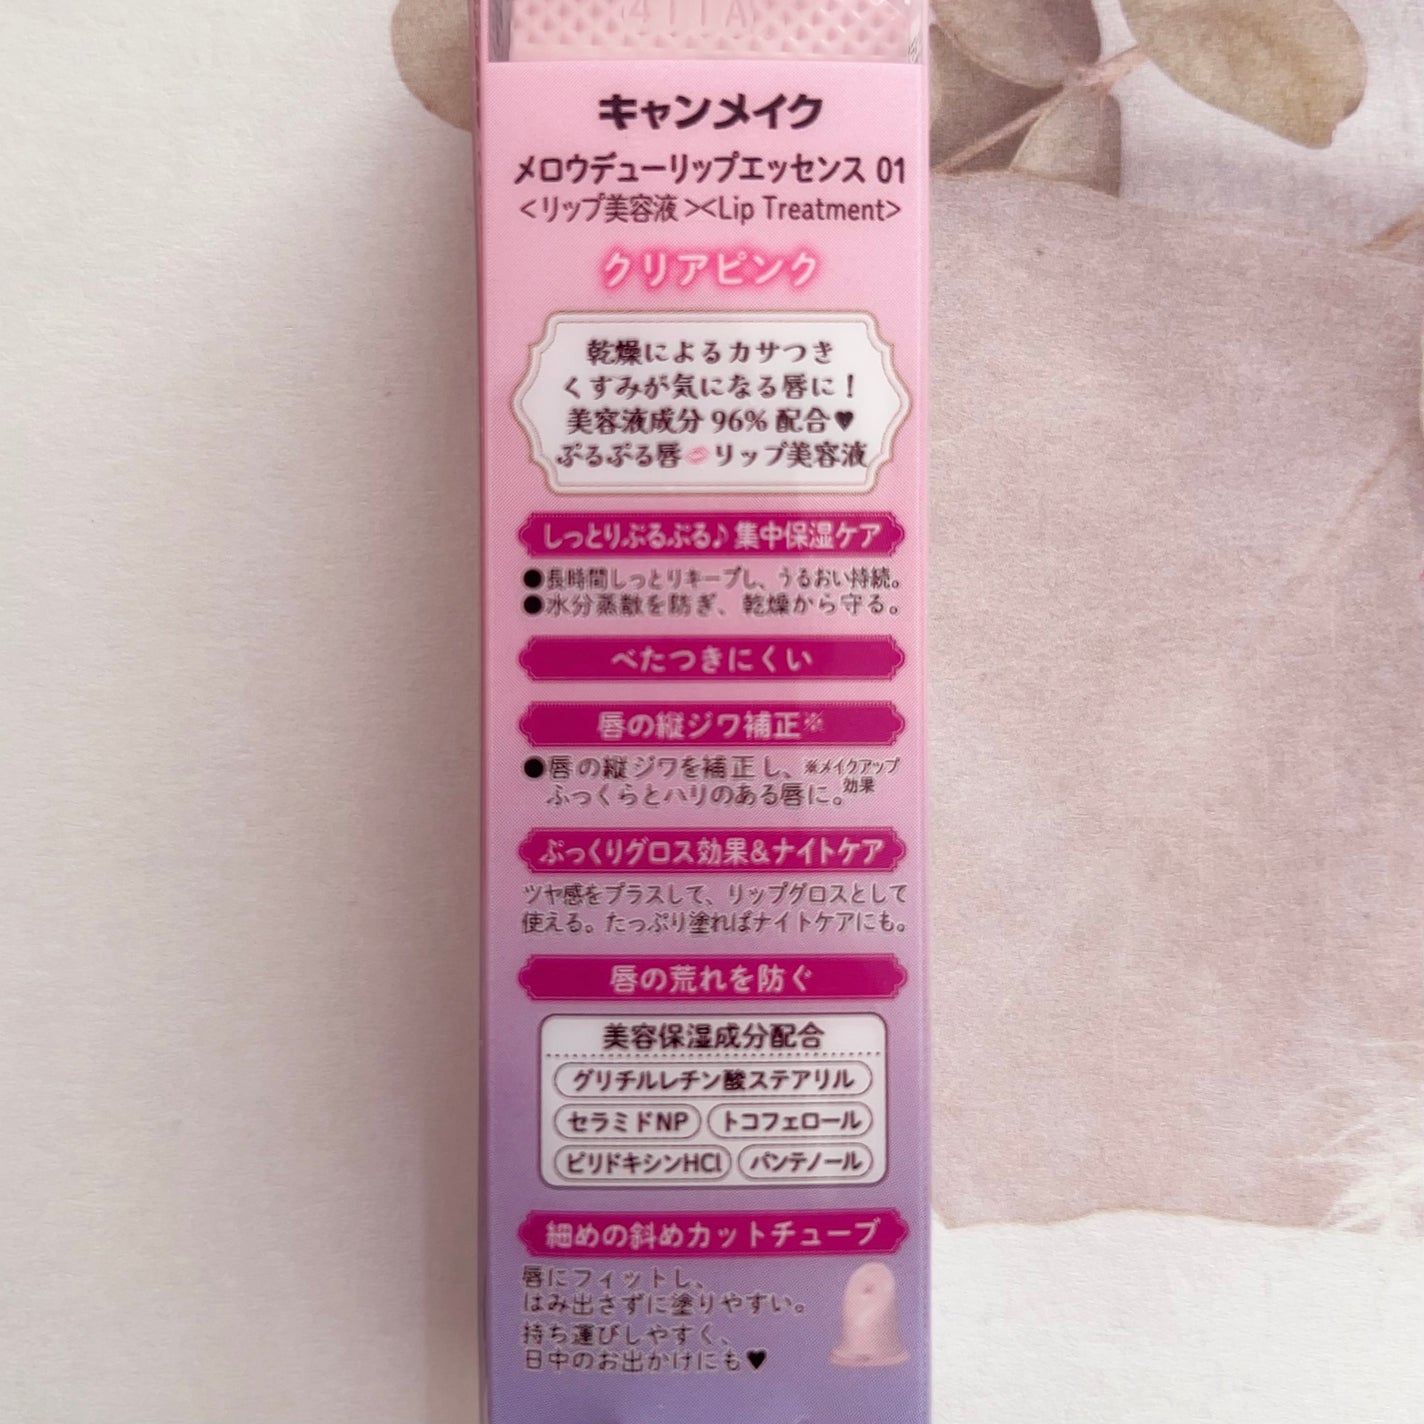 411A
キャンメイク
メロウデューリップエッセンス 01
<リップ美容液><Lip Treatment>
クリアピンク
乾燥によるカサつき
くすみが気になる唇に!
美容液成分 96% 配合♥
ぷるぷる唇💋リップ美容液
しっとりぷるぷる♪集中保湿ケア
●長時間しっとりキープし、うるおい持続。
●水分蒸散を防ぎ、乾燥から守る。
べたつきにくい
唇の縦ジワ補正※
●唇の縦ジワを補正し、
ふっくらとハリのある唇に。
※メイクアップ
効果
ぷっくりグロス効果&ナイトケア
ツヤ感をプラスして、リップグロスとして
使える。たっぷり塗ればナイトケアにも。
唇の荒れを防ぐ
美容保湿成分配合
グリチルレチン酸ステアリル
セラミドNP トコフェロール
ピリドキシンHCl パンテノール
細めの斜めカットチューブ
唇にフィットし、
はみ出さずに塗りやすい。
持ち運びしやすく、
日中のお出かけにも♥